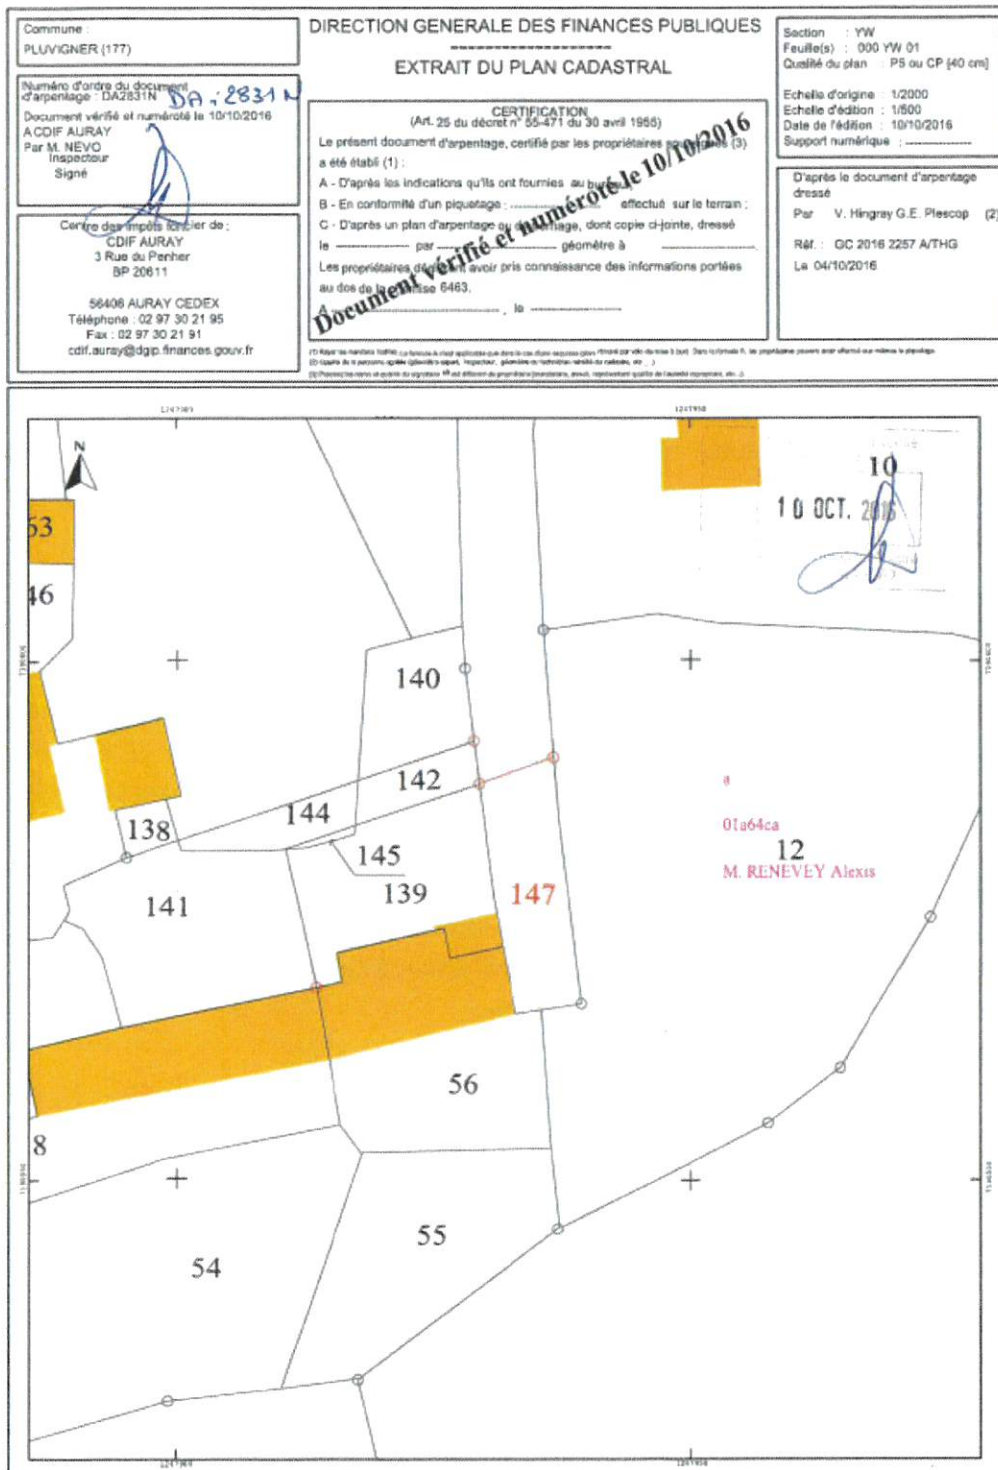 Commune :
PLUVIGNER (177)
Numéro d'ordre du document
d'arpentage : DA2831N
DA : 2831 N
Document vérifié et numéroté le 10/10/2016
A CDIF AURAY
Par M. NEVO
Inspecteur
Signé
Centre des impôts foncier de :
CDIF AURAY
3 Rue du Penher
BP 20611
56406 AURAY CEDEX
Téléphone : 02 97 30 21 95
Fax : 02 97 30 21 91
cdif.auray@dgip.finances.gouv.fr
DIRECTION GENERALE DES FINANCES PUBLIQUES
EXTRAIT DU PLAN CADASTRAL
CERTIFICATION
(Art. 25 du décret n° 55-471 du 30 avril 1955)
Le présent document d'arpentage, certifié par les propriétaires (3)
a été établi (1) :
A - D'après les indications qu'ils ont fournies au bureau
B - En conformité d'un piquetage : effectué sur le terrain ;
C - D'après un plan d'arpentage ou de bornage, dont copie ci-jointe, dressé
le par géomètre à
Les propriétaires déclarent avoir pris connaissance des informations portées
au dos de la chemise 6463.
A , le
Document vérifié et numéroté le 10/10/2016
Section : YW
Feuille(s) : 000 YW 01
Qualité du plan : P5 ou CP [40 cm]
Echelle d'origine : 1/2000
Echelle d'édition : 1/500
Date de l'édition : 10/10/2016
Support numérique :
D'après le document d'arpentage
dressé
Par V. Hingray G.E. Plescop (2)
Réf. : GC 2016 2257 A/THG
Le 04/10/2016
N
10
10 OCT. 2016
53
46
140
142
144
138
145
139
141
147
a
01a64ca
12
M. RENEVEY Alexis
56
8
55
54